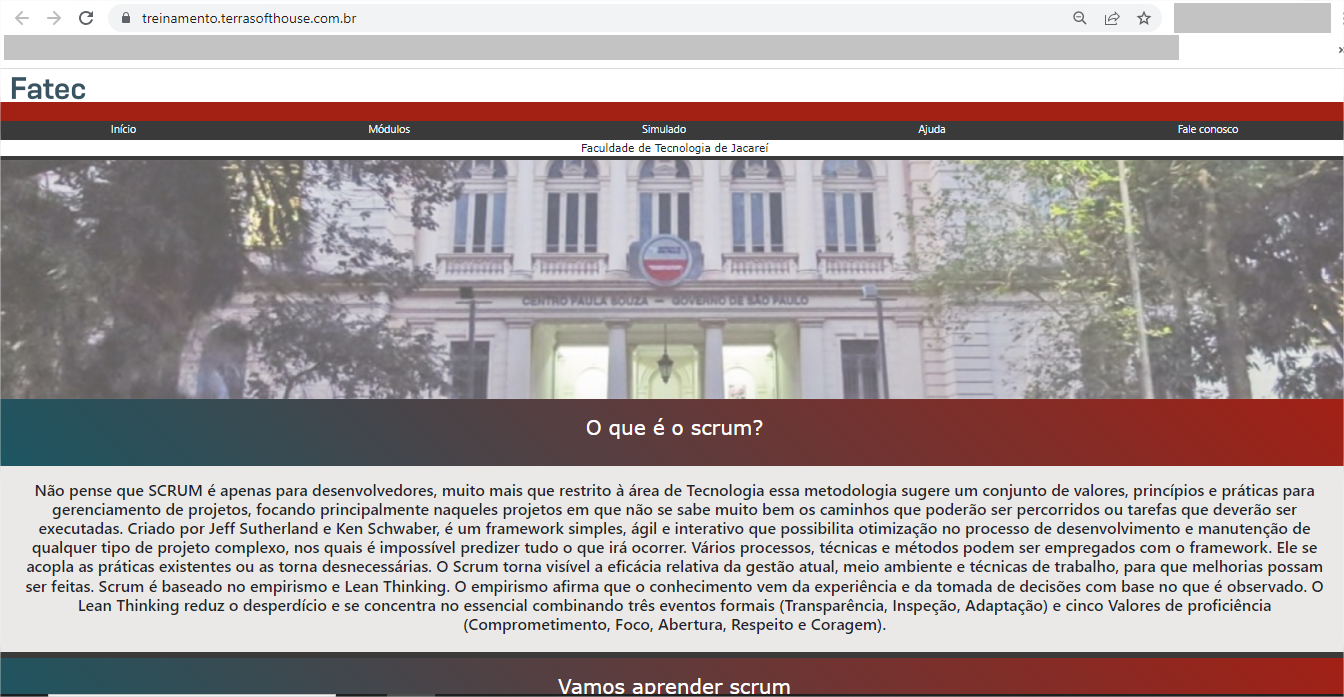 treinamento.terrasofthouse.com.br
Fatec
Início Módulos Simulado Ajuda Fale conosco
Faculdade de Tecnologia de Jacareí
CENTRO PAULA SOUZA — GOVERNO DE SÃO PAULO
O que é o scrum?
Não pense que SCRUM é apenas para desenvolvedores, muito mais que restrito à área de Tecnologia essa metodologia sugere um conjunto de valores, princípios e práticas para
gerenciamento de projetos, focando principalmente naqueles projetos em que não se sabe muito bem os caminhos que poderão ser percorridos ou tarefas que deverão ser
executadas. Criado por Jeff Sutherland e Ken Schwaber, é um framework simples, ágil e interativo que possibilita otimização no processo de desenvolvimento e manutenção de
qualquer tipo de projeto complexo, nos quais é impossível predizer tudo o que irá ocorrer. Vários processos, técnicas e métodos podem ser empregados com o framework. Ele se
acopla as práticas existentes ou as torna desnecessárias. O Scrum torna visível a eficácia relativa da gestão atual, meio ambiente e técnicas de trabalho, para que melhorias possam
ser feitas. Scrum é baseado no empirismo e Lean Thinking. O empirismo afirma que o conhecimento vem da experiência e da tomada de decisões com base no que é observado. O
Lean Thinking reduz o desperdício e se concentra no essencial combinando três eventos formais (Transparência, Inspeção, Adaptação) e cinco Valores de proficiência
(Comprometimento, Foco, Abertura, Respeito e Coragem).
Vamos aprender scrum